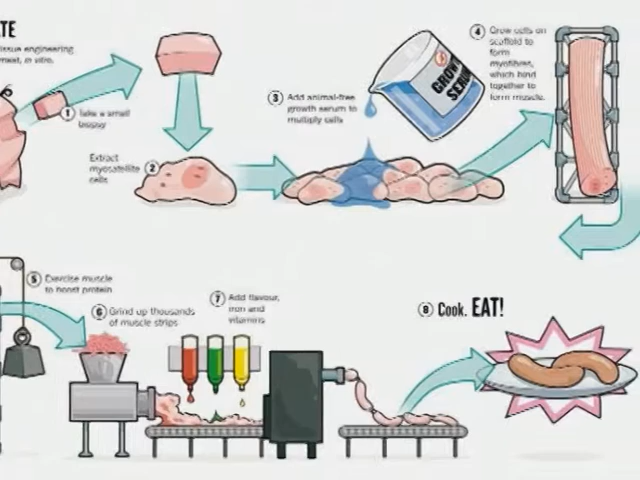 TE
tissue engineering
meat, in vitro.
1 Take a small
biopsy
Extract
myosatellite
cells
2
3 Add animal-free
growth serum to
multiply cells
GROWTH
SERUM
4 Grow cells on
scaffold to
form
myofibres,
which bind
together to
form muscle.
5 Exercise muscle
to boost protein
6 Grind up thousands
of muscle strips
7 Add flavour,
iron and
vitamins
8 Cook. EAT!